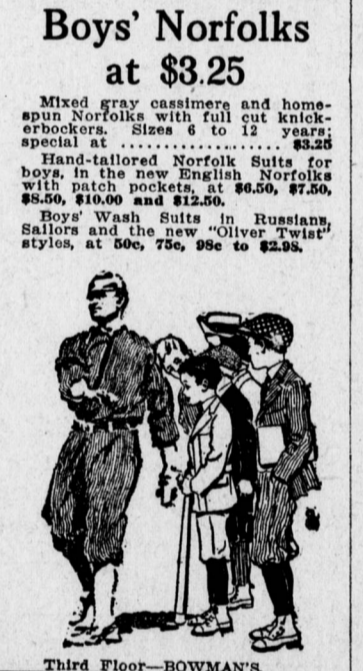 Boys' Norfolks
at $3.25
Mixed gray cassimere and home-
spun Norfolks with full cut knick-
erbockers. Sizes 6 to 12 years;
special at .................... $3.25
Hand-tailored Norfolk Suits for
boys, in the new English Norfolks
with patch pockets, at $6.50, $7.50,
$8.50, $10.00 and $12.50.
Boys' Wash Suits in Russians,
Sailors and the new "Oliver Twist"
styles, at 50c, 75c, 98c to $2.98.
Third Floor—BOWMAN'S.